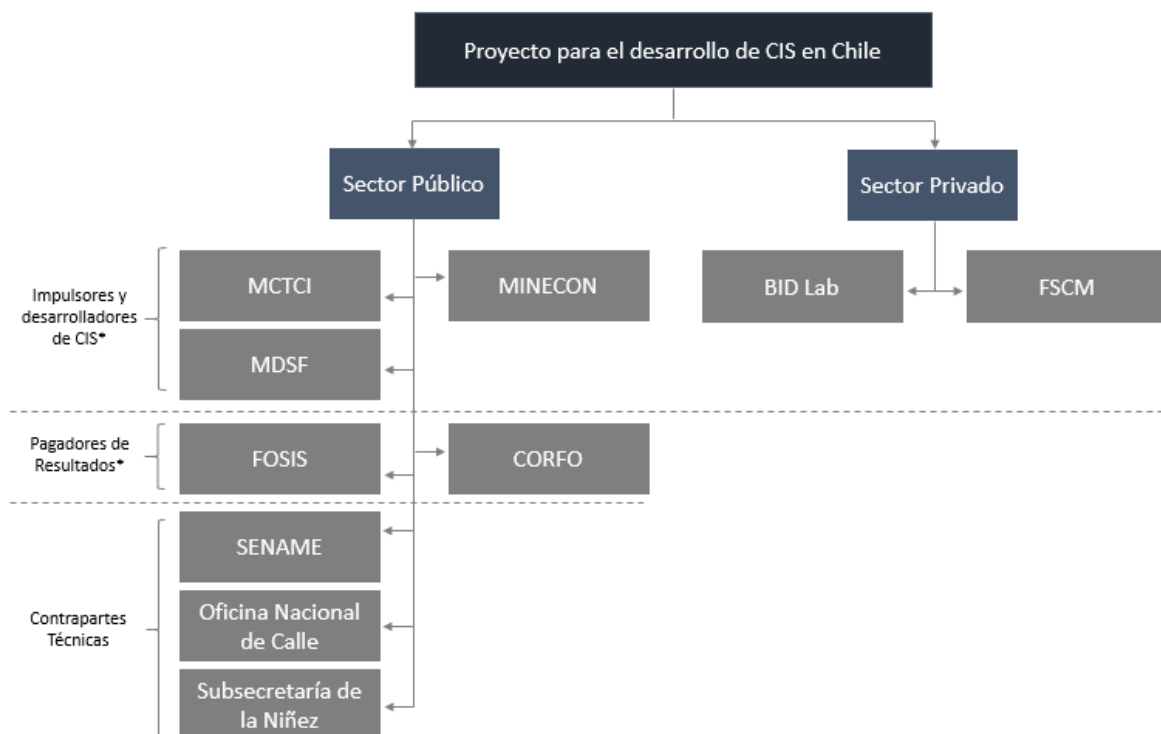 Proyecto para el desarrollo de CIS en Chile
Sector Público
Sector Privado
Impulsores y
desarrolladores
de CIS*
MCTCI
MINECON
BID Lab
FSCM
MDSF
Pagadores de
Resultados*
FOSIS
CORFO
Contrapartes
Técnicas
SENAME
Oficina Nacional
de Calle
Subsecretaría de
la Niñez